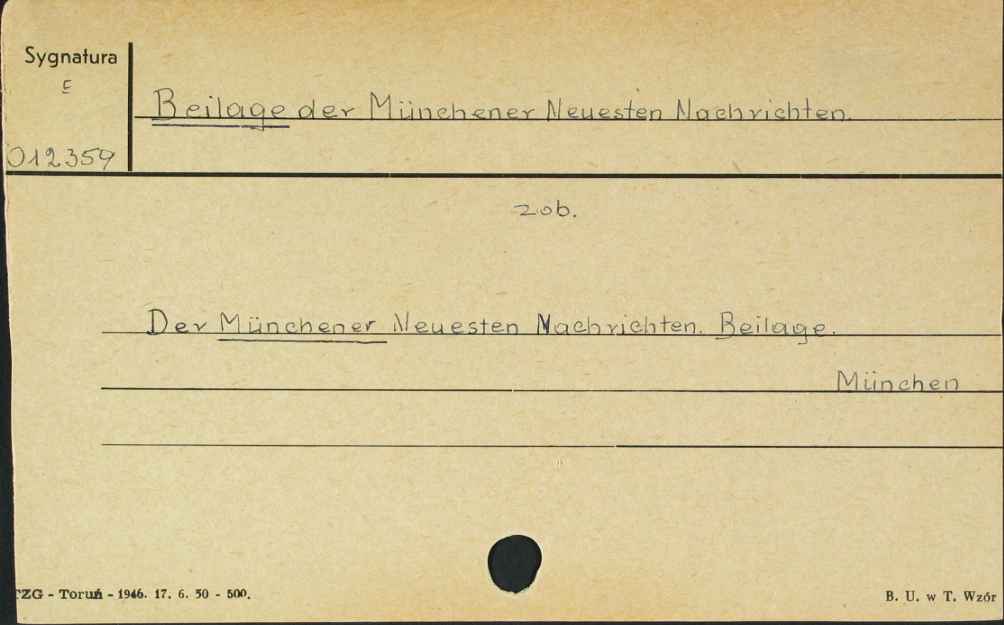 Sygnatura
E
012359
Beilage der Münchener Neuesten Nachrichten.
zob.
Der Münchener Neuesten Nachrichten. Beilage.
München
TZG - Toruń - 1946. 17. 6. 50 - 500.
B. U. w T. Wzór